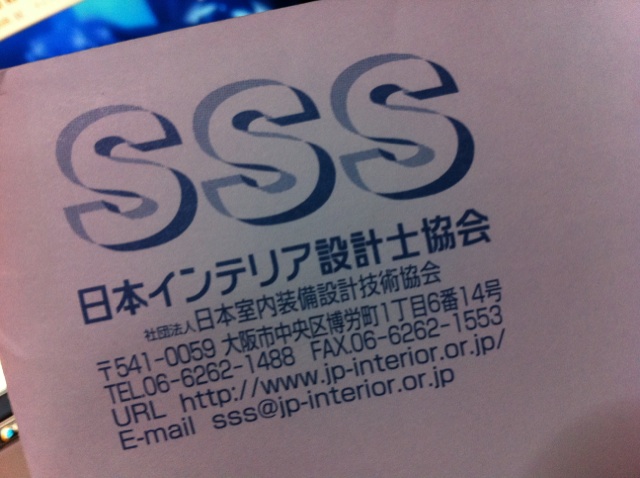 SSS
日本インテリア設計士協会
社団法人日本室内装備設計技術協会
〒541-0059 大阪市中央区博労町1丁目6番14号
TEL.06-6262-1488 FAX.06-6262-1553
URL http://www.jp-interior.or.jp/
E-mail sss@jp-interior.or.jp